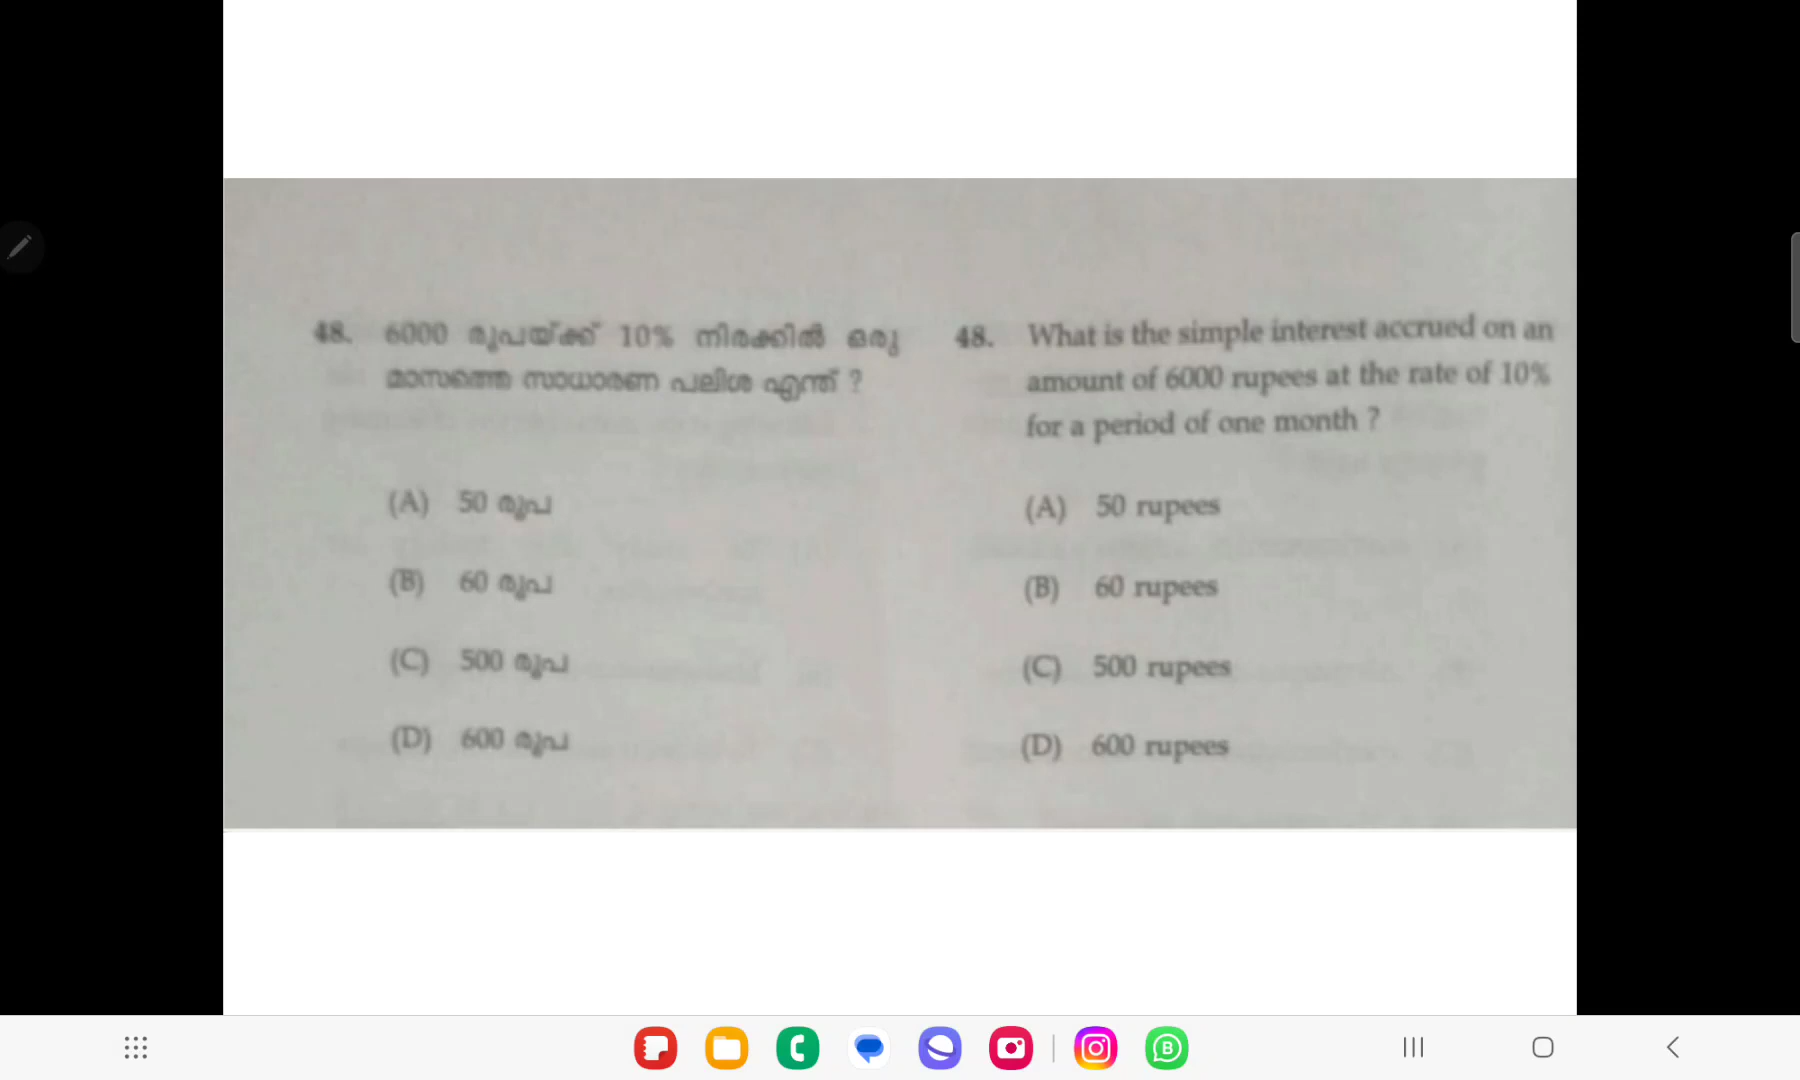 48. 6000 രൂപയ്ക്ക് 10% നിരക്കിൽ ഒരു
മാസത്തെ സാധാരണ പലിശ എന്ത് ?
(A) 50 രൂപ
(B) 60 രൂപ
(C) 500 രൂപ
(D) 600 രൂപ
48. What is the simple interest accrued on an
amount of 6000 rupees at the rate of 10%
for a period of one month ?
(A) 50 rupees
(B) 60 rupees
(C) 500 rupees
(D) 600 rupees
B